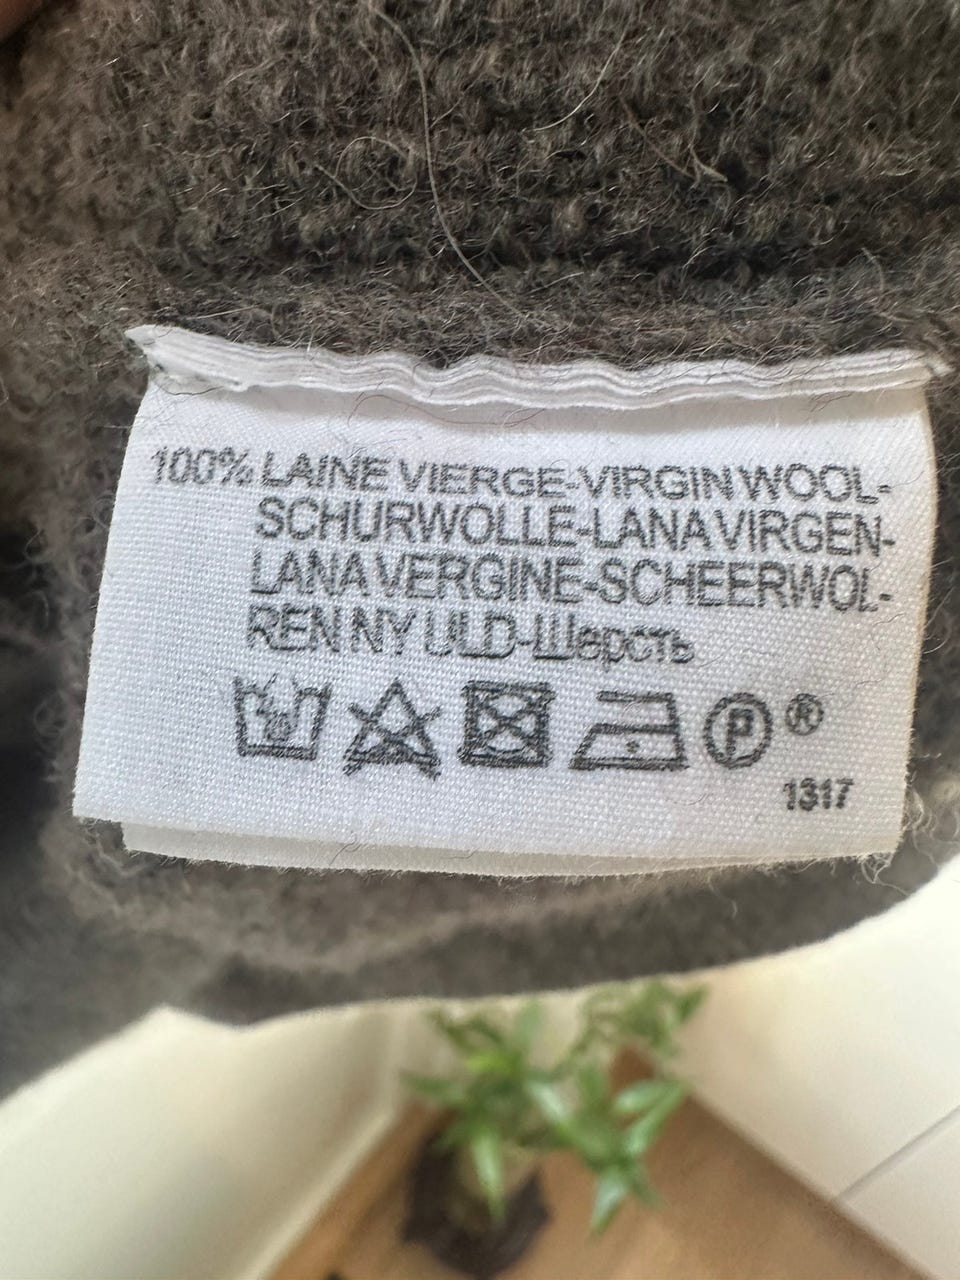 100% LAINE VIERGE-VIRGIN WOOL-
SCHURWOLLE-LANA VIRGEN-
LANA VERGINE-SCHEERWOL-
REN NY ULD-Шерсть
P ®
1317